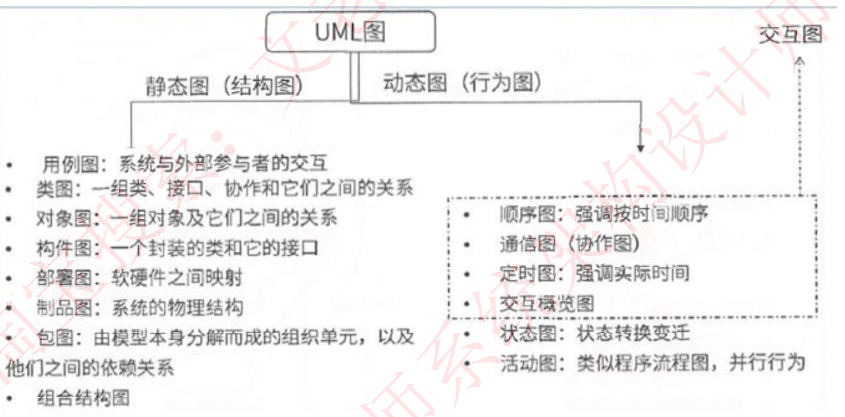 UML图
交互图
静态图（结构图）
动态图（行为图）
• 用例图：系统与外部参与者的交互
• 类图：一组类、接口、协作和它们之间的关系
• 对象图：一组对象及它们之间的关系
• 构件图：一个封装的类和它的接口
• 部署图：软硬件之间映射
• 制品图：系统的物理结构
• 包图：由模型本身分解而成的组织单元，以及
他们之间的依赖关系
• 组合结构图
• 顺序图：强调按时间顺序
• 通信图（协作图）
• 定时图：强调实际时间
• 交互概览图
• 状态图：状态转换变迁
• 活动图：类似程序流程图，并行行为